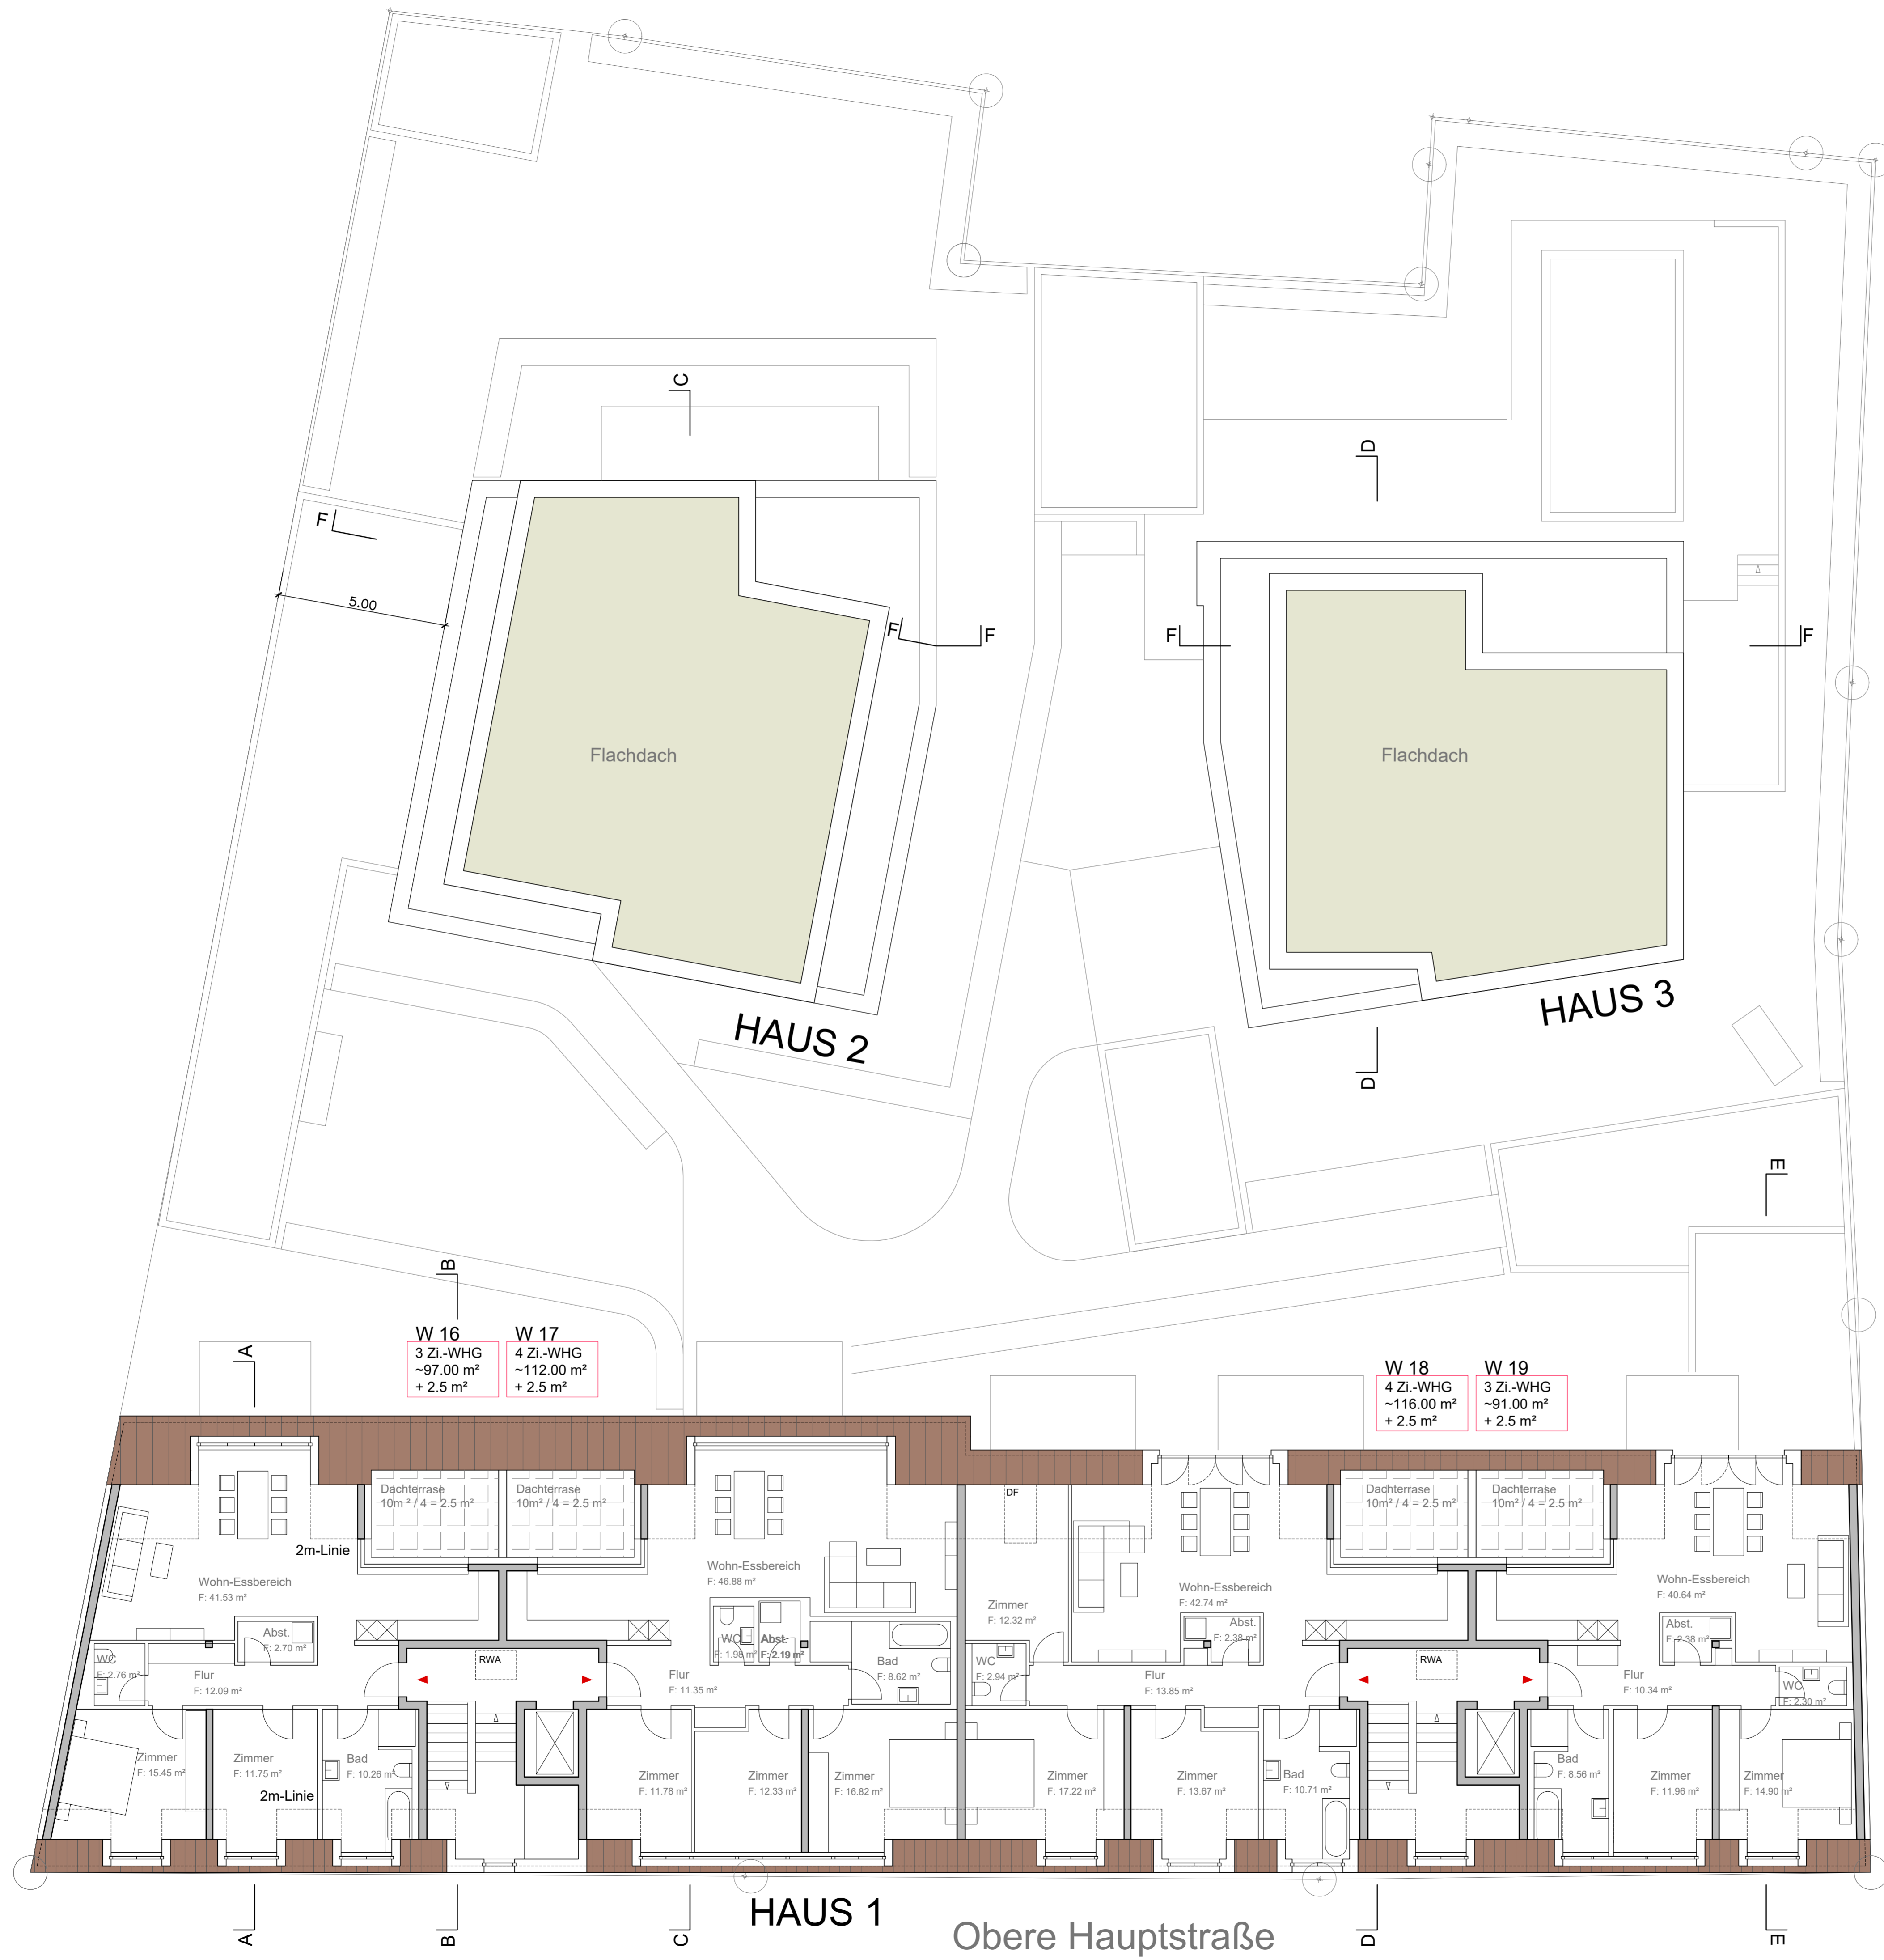 C
D
F
5.00
F
F
F
F
Flachdach
Flachdach
HAUS 2
HAUS 3
D
E
B
A
W 16
3 Zi.-WHG
~97.00 m²
+ 2.5 m²
W 17
4 Zi.-WHG
~112.00 m²
+ 2.5 m²
W 18
4 Zi.-WHG
~116.00 m²
+ 2.5 m²
W 19
3 Zi.-WHG
~91.00 m²
+ 2.5 m²
Dachterrase
10m² / 4 = 2.5 m²
Dachterrase
10m² / 4 = 2.5 m²
DF
Dachterrase
10m² / 4 = 2.5 m²
Dachterrase
10m² / 4 = 2.5 m²
2m-Linie
Wohn-Essbereich
F: 41.53 m²
Wohn-Essbereich
F: 46.88 m²
Zimmer
F: 12.32 m²
Wohn-Essbereich
F: 42.74 m²
Wohn-Essbereich
F: 40.64 m²
Abst.
F: 2.70 m²
WC
F: 2.76 m²
Flur
F: 12.09 m²
RWA
WC
F: 1.98 m²
Abst.
F: 2.19 m²
Flur
F: 11.35 m²
Bad
F: 8.62 m²
WC
F: 2.94 m²
Abst.
F: 2.38 m²
Flur
F: 13.85 m²
RWA
Abst.
F: 2.38 m²
Flur
F: 10.34 m²
WC
F: 2.30 m²
Zimmer
F: 15.45 m²
Zimmer
F: 11.75 m²
Bad
F: 10.26 m²
2m-Linie
Zimmer
F: 11.78 m²
Zimmer
F: 12.33 m²
Zimmer
F: 16.82 m²
Zimmer
F: 17.22 m²
Zimmer
F: 13.67 m²
Bad
F: 10.71 m²
Bad
F: 8.56 m²
Zimmer
F: 11.96 m²
Zimmer
F: 14.90 m²
A
B
C
HAUS 1
Obere Hauptstraße
D
E